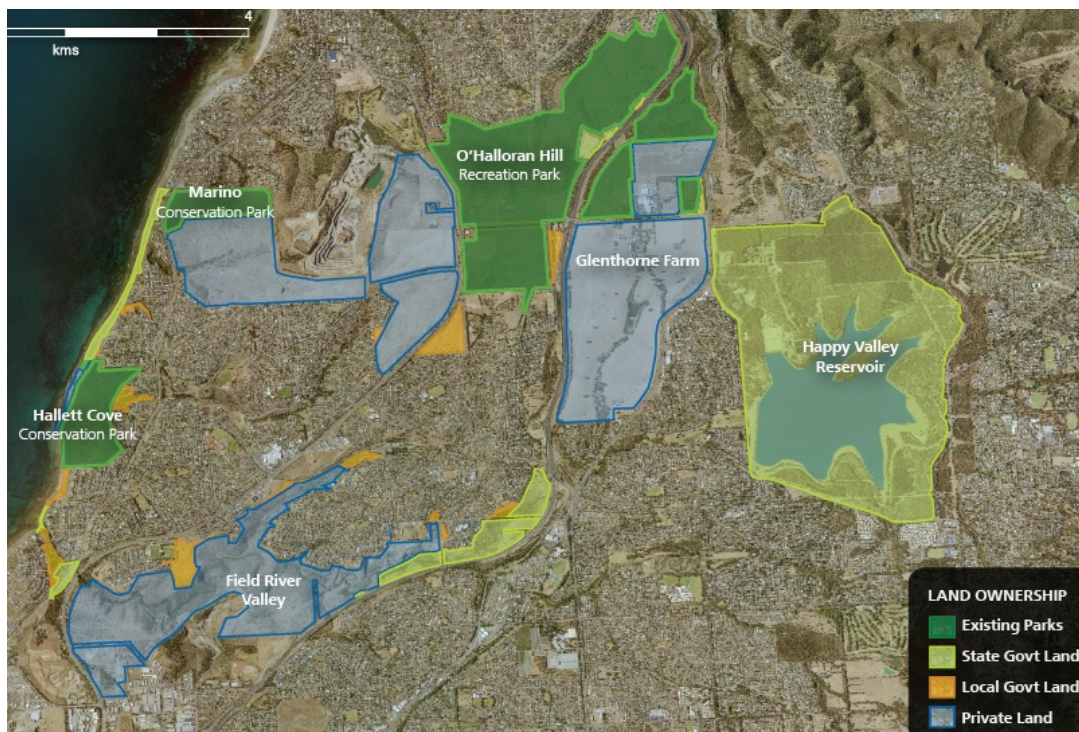 4
kms
O'Halloran Hill
Recreation Park
Marino
Conservation Park
Glenthorne Farm
Happy Valley
Reservoir
Hallett Cove
Conservation Park
Field River
Valley
LAND OWNERSHIP
Existing Parks
State Govt Land
Local Govt Land
Private Land